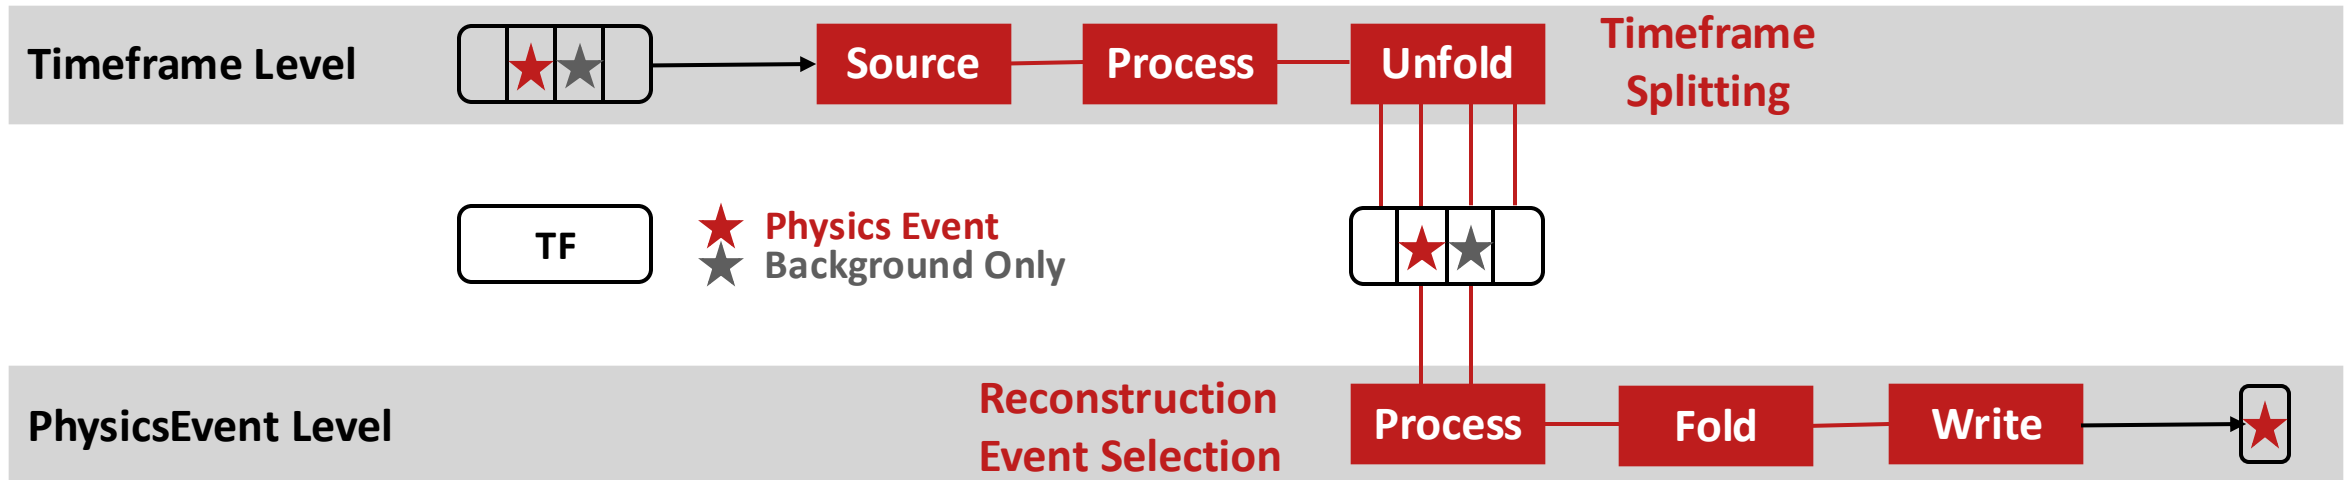 Timeframe Level
Source
Process
Unfold
Timeframe
Splitting
TF
Physics Event
Background Only
PhysicsEvent Level
Reconstruction
Event Selection
Process
Fold
Write